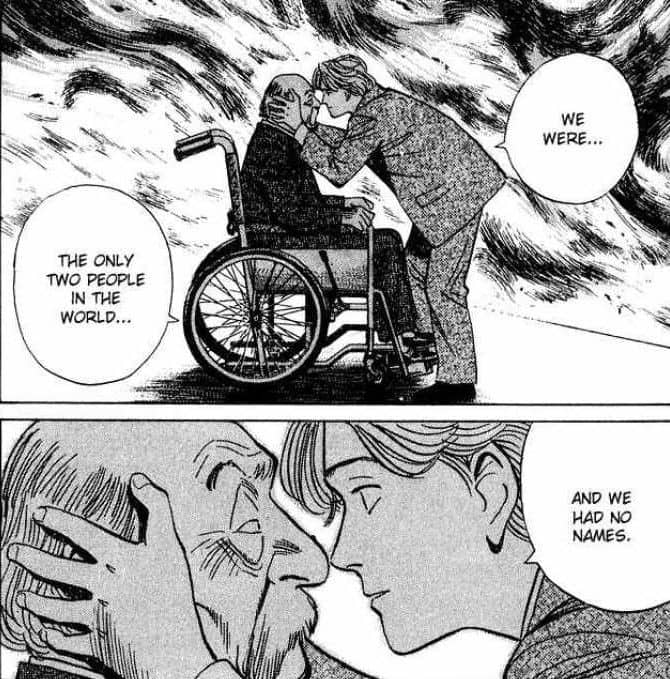 WE
WERE...
THE ONLY
TWO PEOPLE
IN THE
WORLD...
AND WE
HAD NO
NAMES.